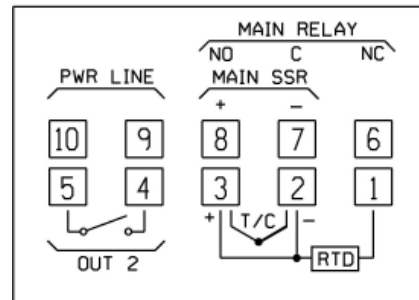 MAIN RELAY
NO C NC
PWR LINE MAIN SSR
+ −
10 9 8 7 6
5 4 3 2 1
+ T/C −
OUT 2 RTD